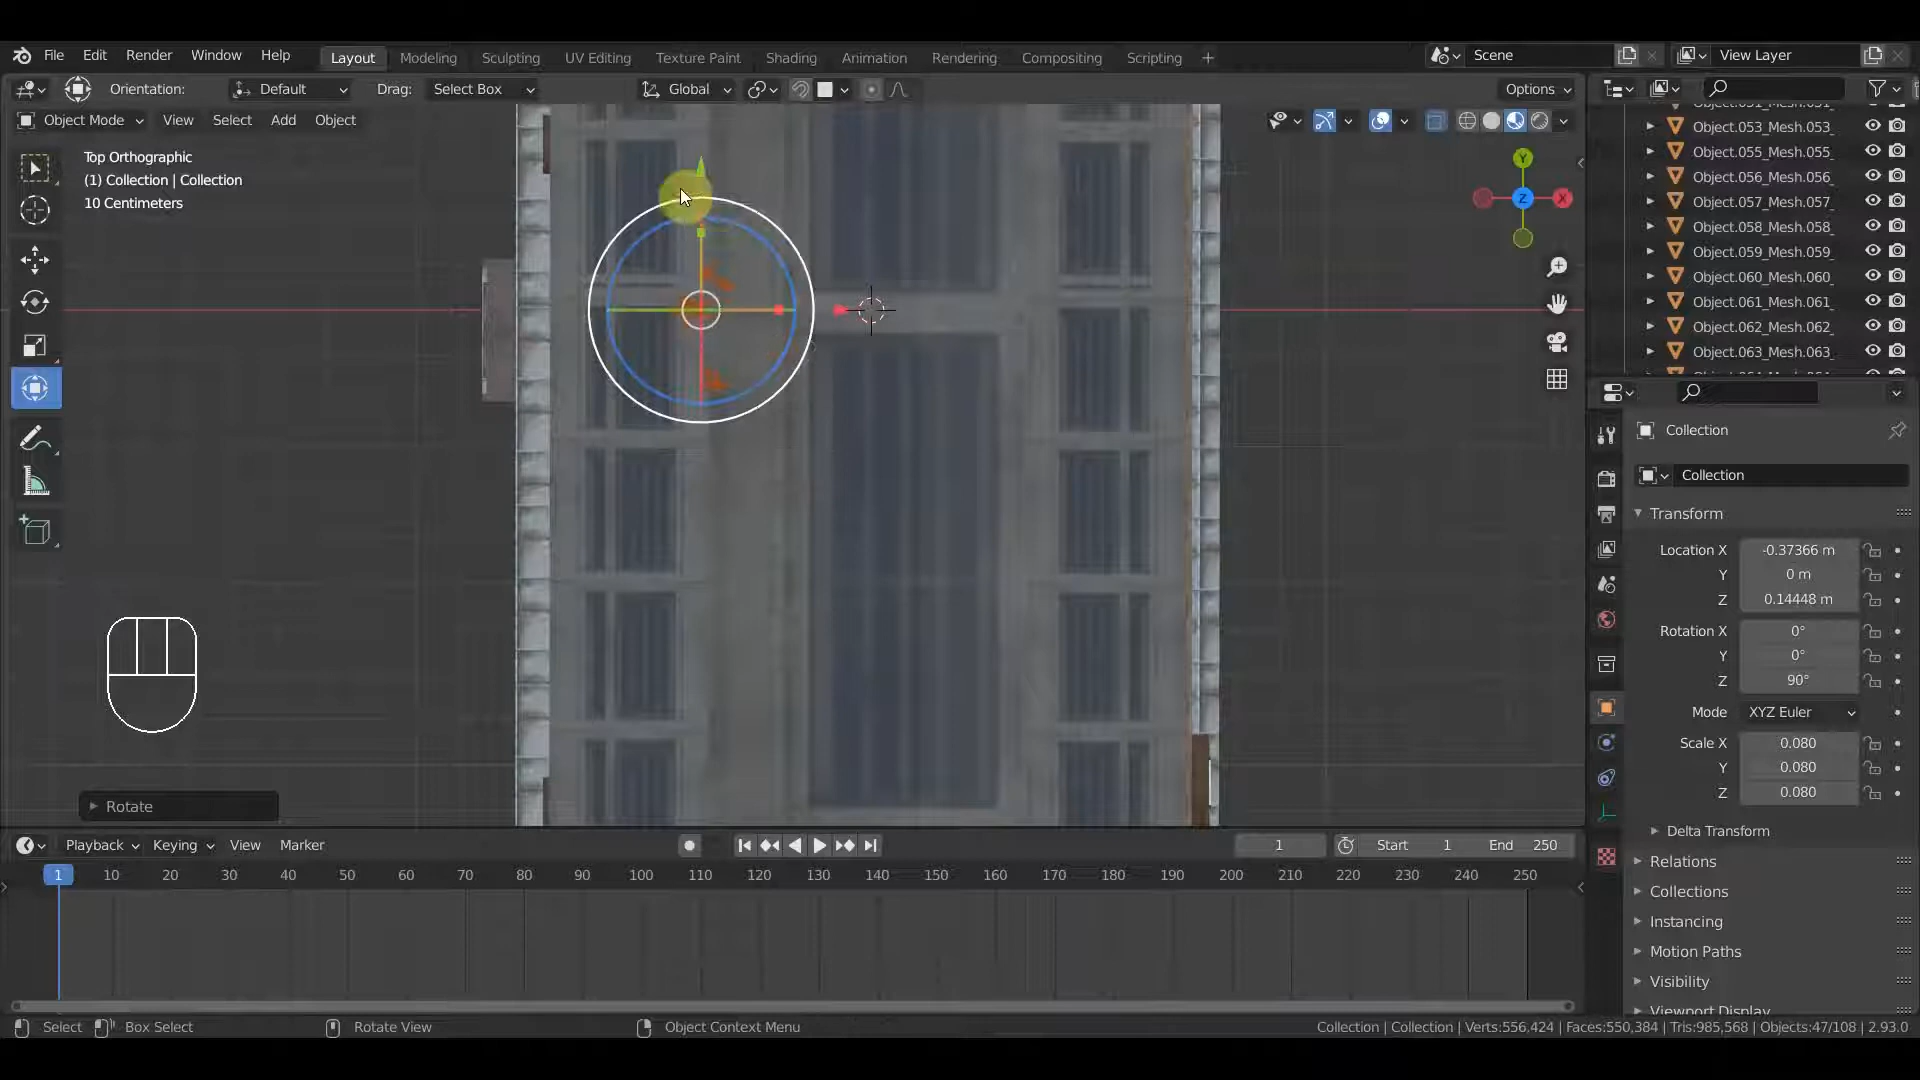 File Edit Render Window Help Layout Modeling Sculpting UV Editing Texture Paint Shading Animation Rendering Compositing Scripting + Scene View Layer
Orientation: Default Drag: Select Box Global Options
Object Mode View Select Add Object
Top Orthographic
(1) Collection | Collection
10 Centimeters
Y
Z X
Object.053_Mesh.053_
Object.055_Mesh.055_
Object.056_Mesh.056_
Object.057_Mesh.057_
Object.058_Mesh.058_
Object.059_Mesh.059_
Object.060_Mesh.060_
Object.061_Mesh.061_
Object.062_Mesh.062_
Object.063_Mesh.063_
Collection
Collection
Transform
Location X -0.37366 m
Y 0 m
Z 0.14448 m
Rotation X 0°
Y 0°
Z 90°
Mode XYZ Euler
Scale X 0.080
Y 0.080
Z 0.080
Delta Transform
Relations
Collections
Instancing
Motion Paths
Visibility
Viewport Display
Rotate
Playback Keying View Marker 1 Start 1 End 250
1 10 20 30 40 50 60 70 80 90 100 110 120 130 140 150 160 170 180 190 200 210 220 230 240 250
Select Box Select Rotate View Object Context Menu Collection | Collection | Verts:556,424 | Faces:550,384 | Tris:985,568 | Objects:47/108 | 2.93.0